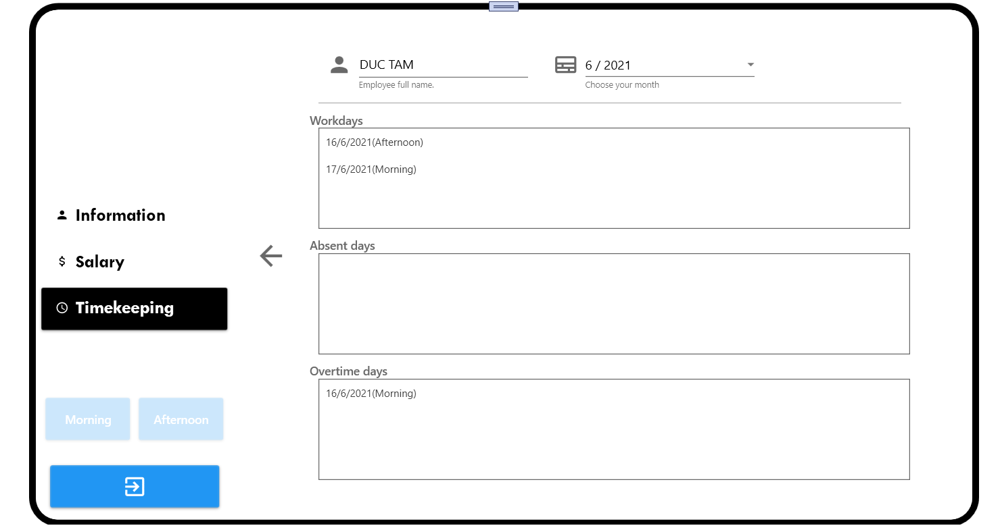 DUC TAM
Employee full name.
6 / 2021
Choose your month
Workdays
16/6/2021(Afternoon)
17/6/2021(Morning)
Information
Salary
Timekeeping
Absent days
Overtime days
16/6/2021(Morning)
Morning
Afternoon